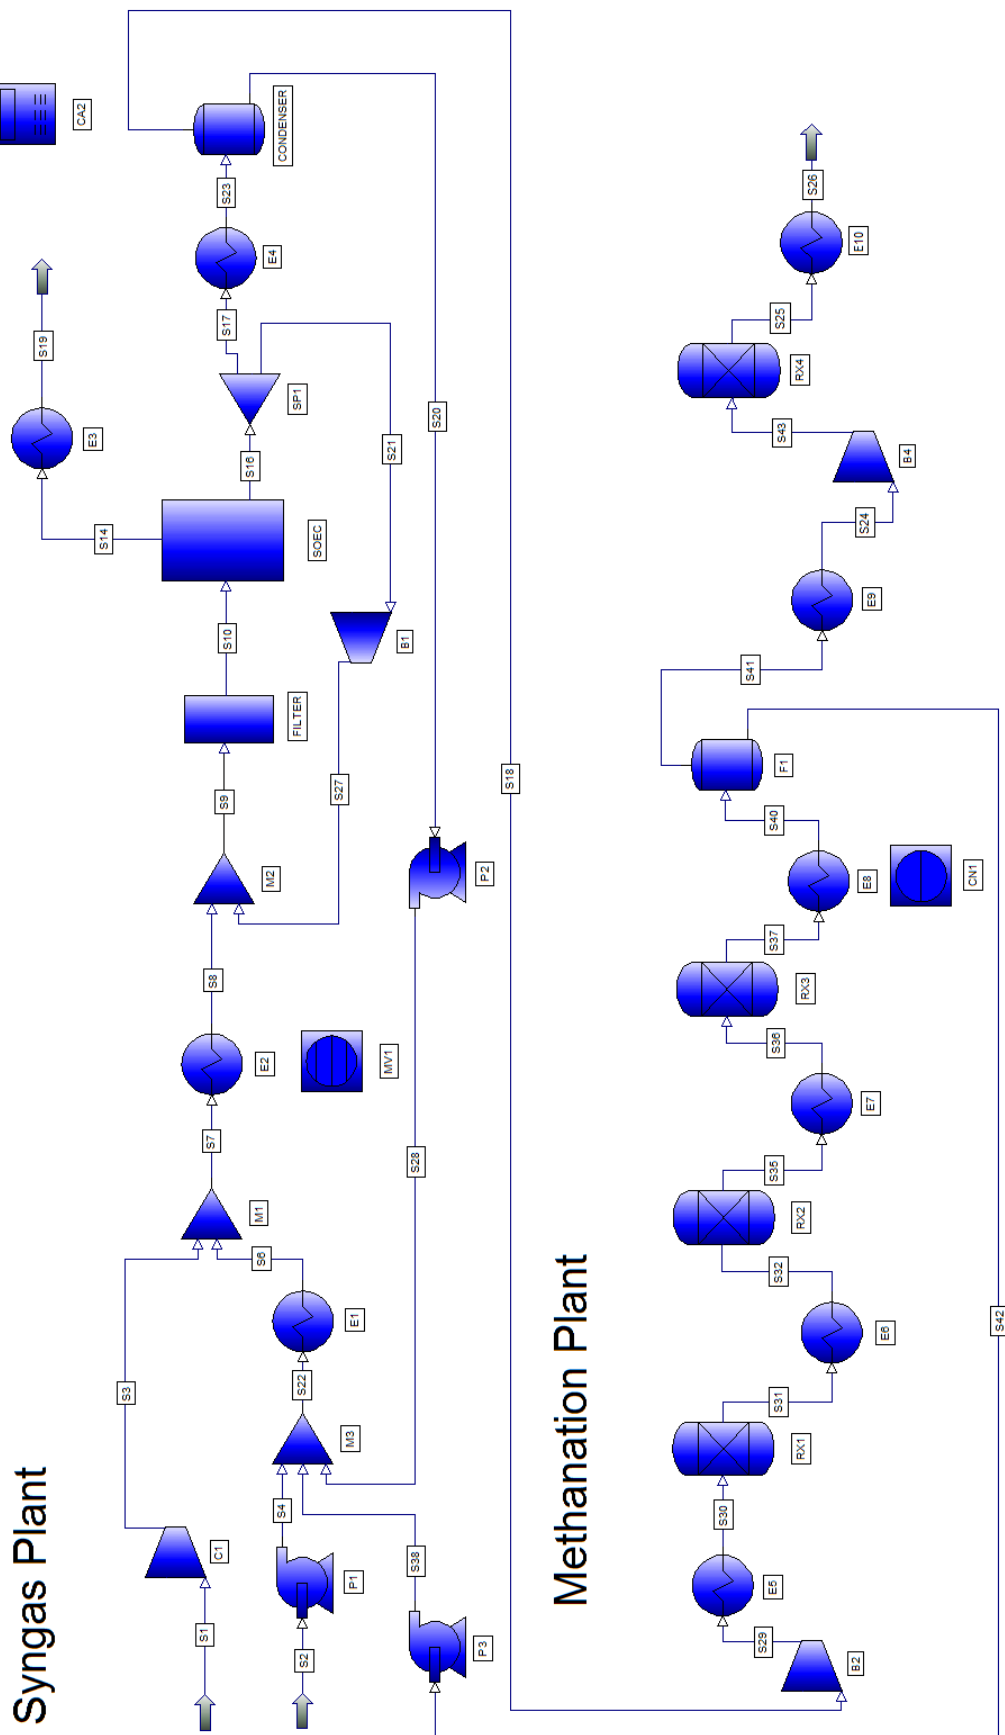 Syngas Plant
CA2
CONDENSER
S23
E4
S17
S19
E3
SP1
S20
S21
S16
S14
SOEC
S10
B1
FILTER
S9
S27
S18
M2
P2
S8
E2
MV1
S7
S28
M1
S6
E1
S3
S22
M3
S4
C1
P1
S38
S1
S2
P3
Methanation Plant
S26
E10
S25
RX4
S43
B4
S24
E9
S41
F1
S40
E8
CN1
S37
RX3
S36
E7
S35
RX2
S32
E6
S42
S31
RX1
S30
E5
S29
B2